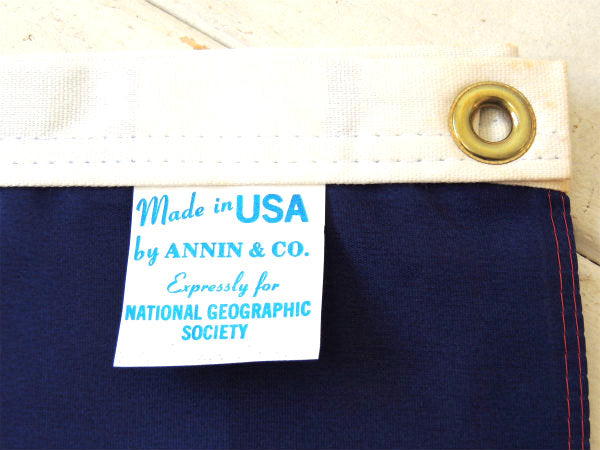 Made in USA
by ANNIN & CO.
Expressly for
NATIONAL GEOGRAPHIC
SOCIETY